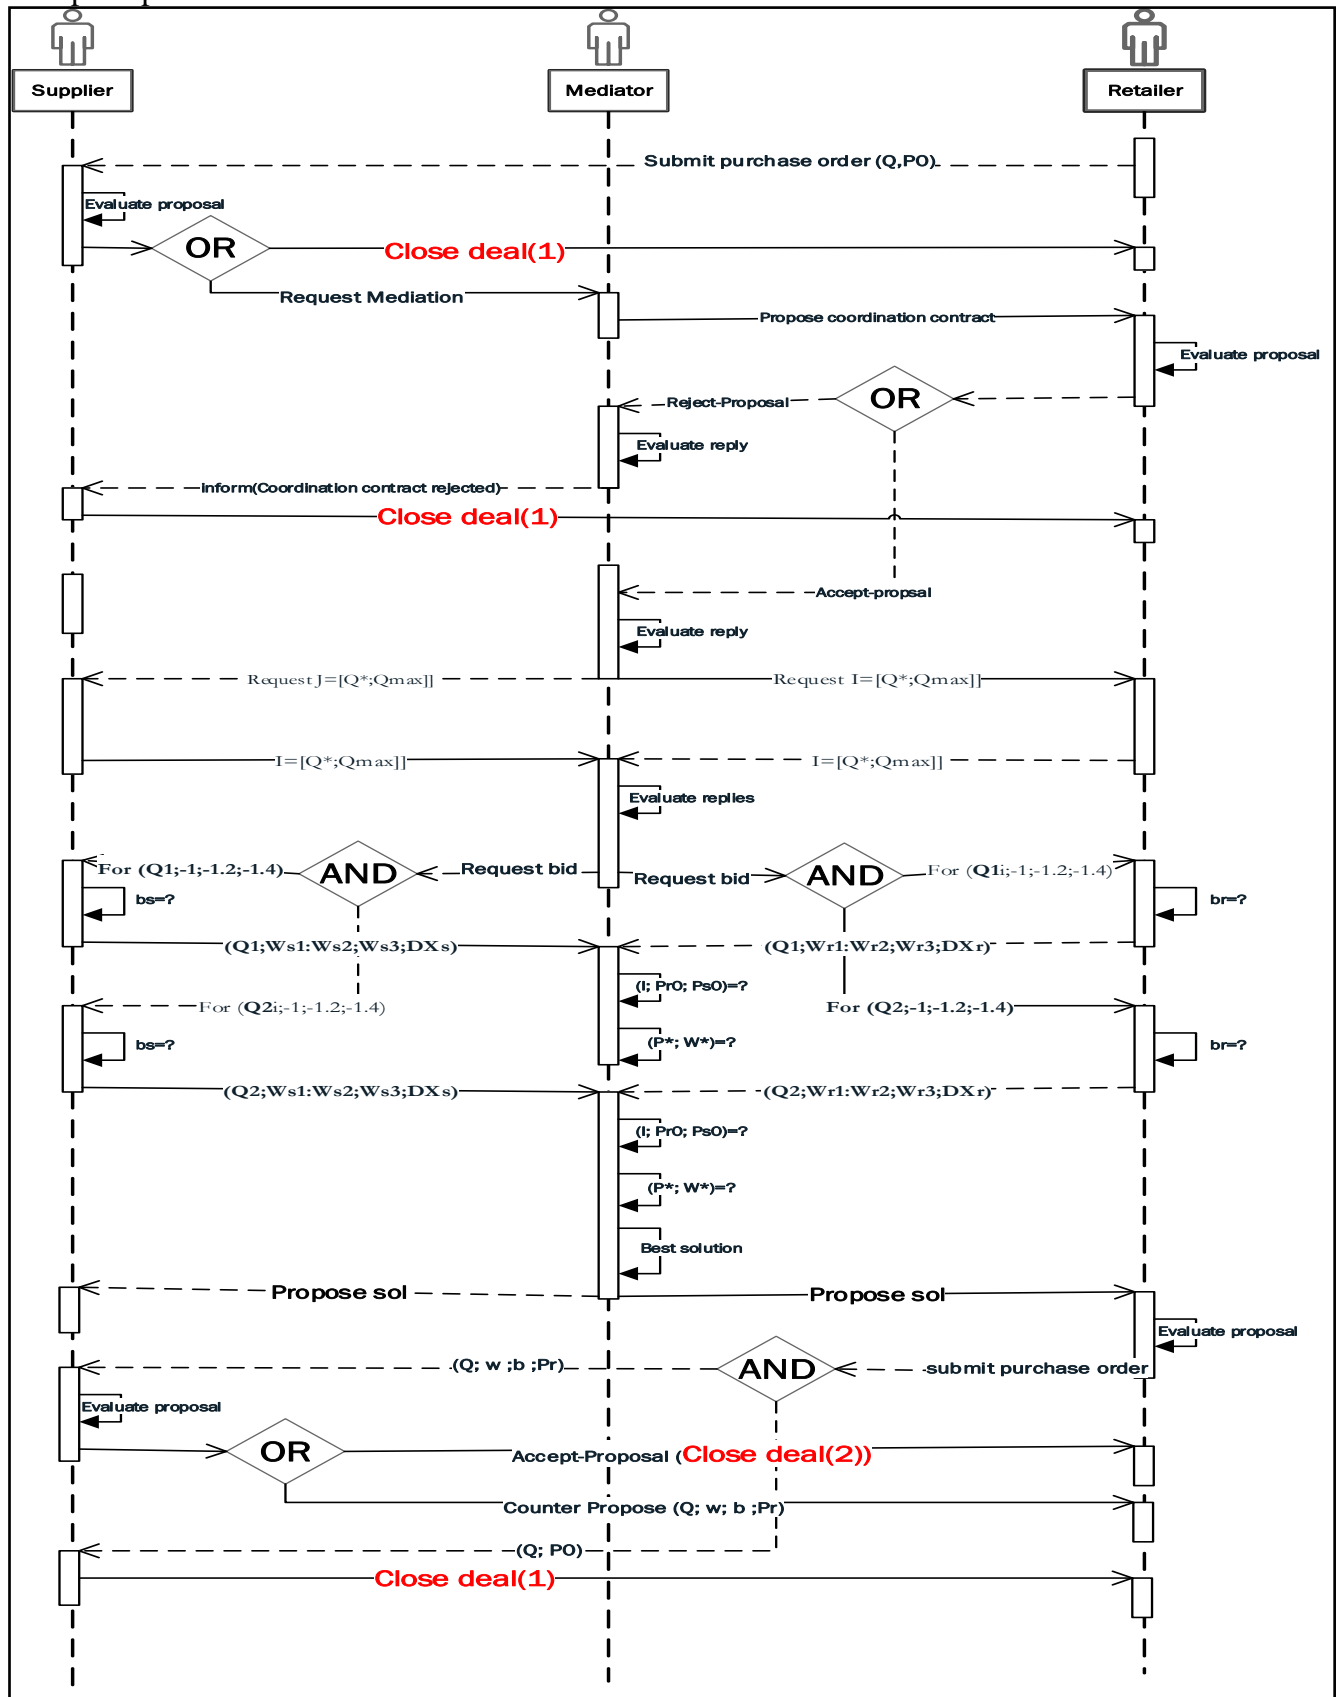 Supplier
Mediator
Retailer
Submit purchase order (Q,P0)
Evaluate proposal
OR
Close deal(1)
Request Mediation
Propose coordination contract
Evaluate proposal
OR
Reject-Proposal
Evaluate reply
Inform(Coordination contract rejected)
Close deal(1)
Accept-propsal
Evaluate reply
Request J=[Q*;Qmax]]
Request I=[Q*;Qmax]]
I=[Q*;Qmax]]
I=[Q*;Qmax]]
Evaluate replies
For (Q1;-1;-1.2;-1.4)
AND
Request bid
Request bid
AND
For (Q1i;-1;-1.2;-1.4)
bs=?
br=?
(Q1;Ws1:Ws2;Ws3;DXs)
(Q1;Wr1:Wr2;Wr3;DXr)
(I; Pr0; Ps0)=?
For (Q2i;-1;-1.2;-1.4)
For (Q2;-1;-1.2;-1.4)
bs=?
(P*; W*)=?
br=?
(Q2;Ws1:Ws2;Ws3;DXs)
(Q2;Wr1:Wr2;Wr3;DXr)
(I; Pr0; Ps0)=?
(P*; W*)=?
Best solution
Propose sol
Propose sol
Evaluate proposal
(Q; w ;b ;Pr)
AND
submit purchase order
Evaluate proposal
OR
Accept-Proposal (Close deal(2))
Counter Propose (Q; w; b ;Pr)
(Q; P0)
Close deal(1)